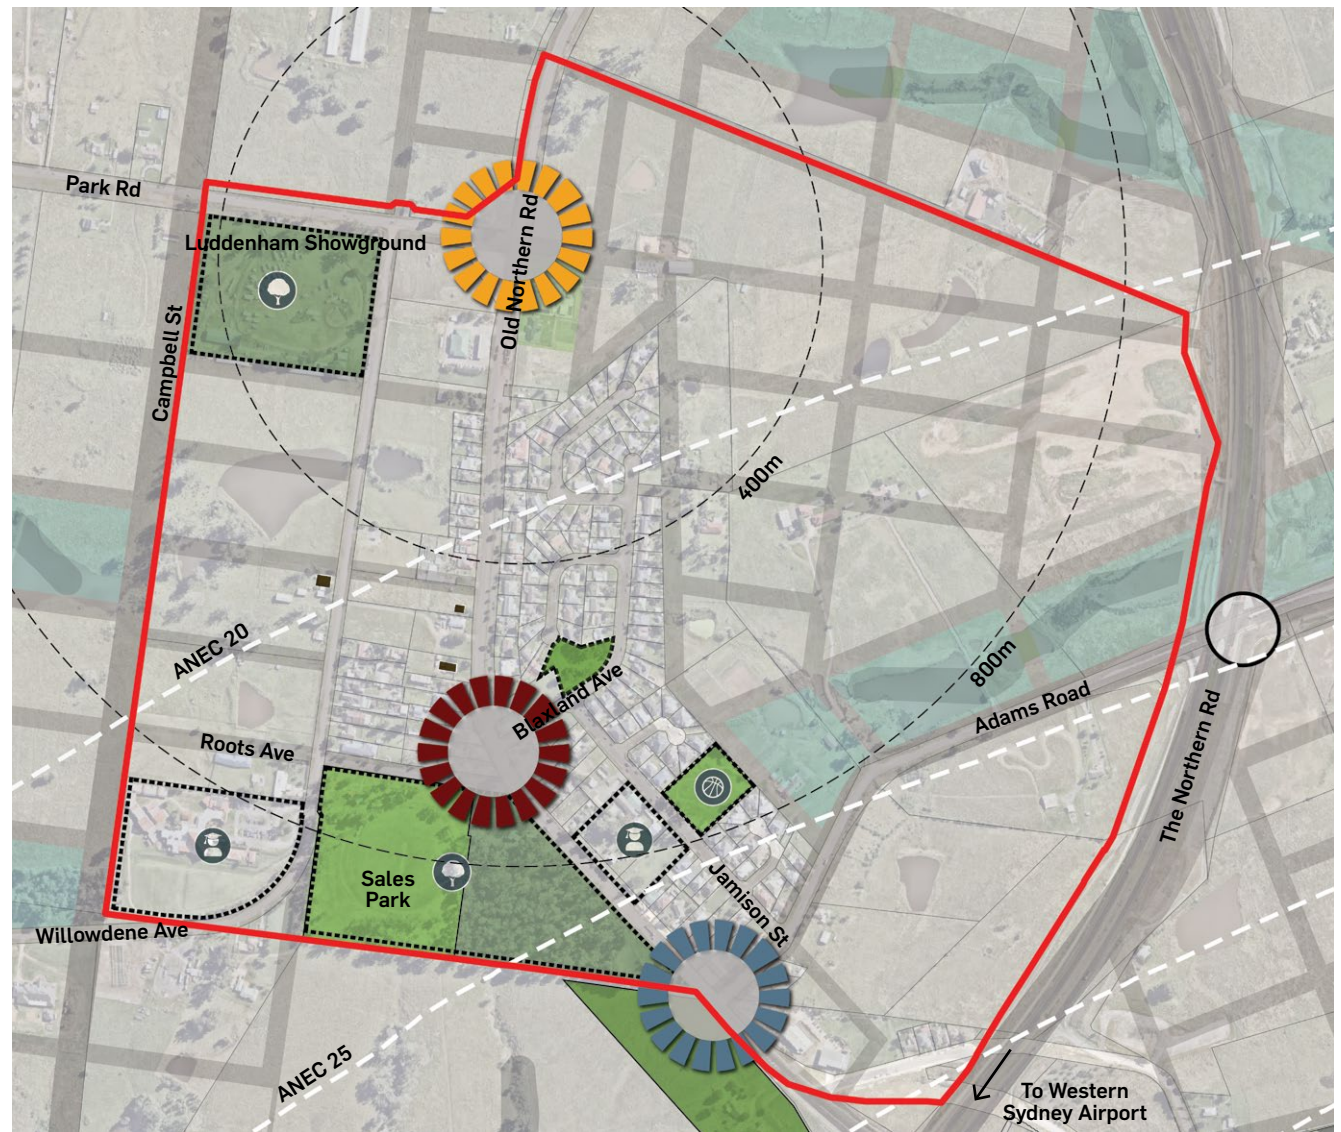 Park Rd
Luddenham Showground
Old Northern Rd
Campbell St
400m
ANEC 20
800m
Blaxland Ave
Adams Road
Roots Ave
The Northern Rd
Sales
Park
Jamison St
Willowdene Ave
ANEC 25
To Western
Sydney Airport